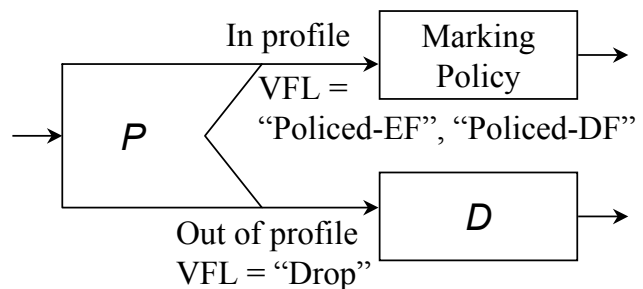 In profile
Marking
Policy
VFL =
“Policed-EF”, “Policed-DF”
P
D
Out of profile
VFL = “Drop”